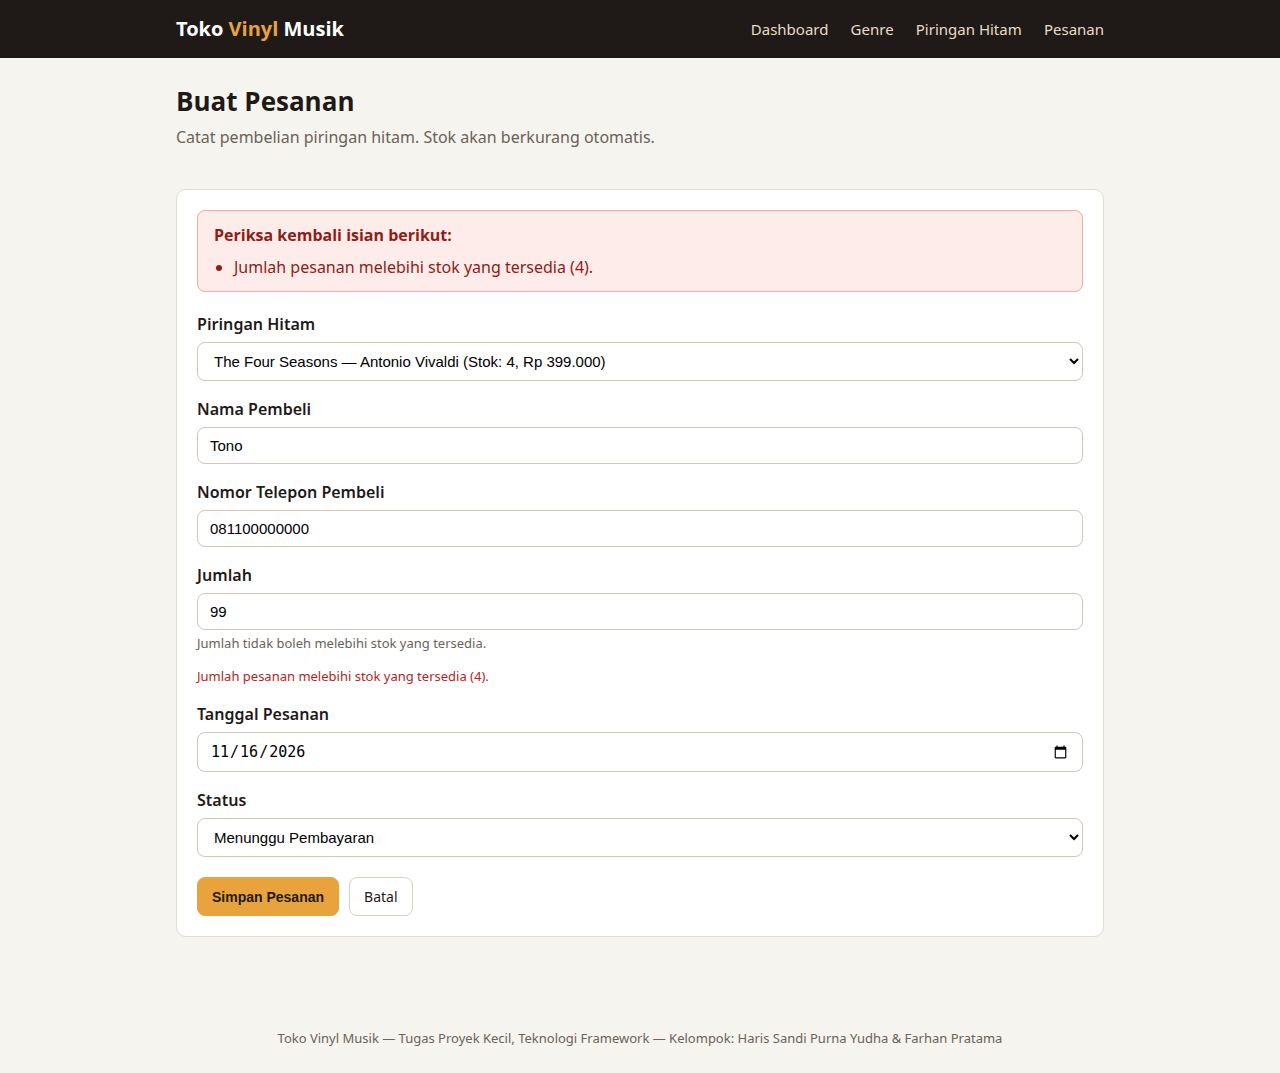 Toko Vinyl Musik
Dashboard Genre Piringan Hitam Pesanan
Buat Pesanan
Catat pembelian piringan hitam. Stok akan berkurang otomatis.
Periksa kembali isian berikut:
Jumlah pesanan melebihi stok yang tersedia (4).
Piringan Hitam
The Four Seasons — Antonio Vivaldi (Stok: 4, Rp 399.000)
Nama Pembeli
Tono
Nomor Telepon Pembeli
081100000000
Jumlah
99
Jumlah tidak boleh melebihi stok yang tersedia.
Jumlah pesanan melebihi stok yang tersedia (4).
Tanggal Pesanan
11/16/2026
Status
Menunggu Pembayaran
Simpan Pesanan Batal
Toko Vinyl Musik — Tugas Proyek Kecil, Teknologi Framework — Kelompok: Haris Sandi Purna Yudha & Farhan Pratama